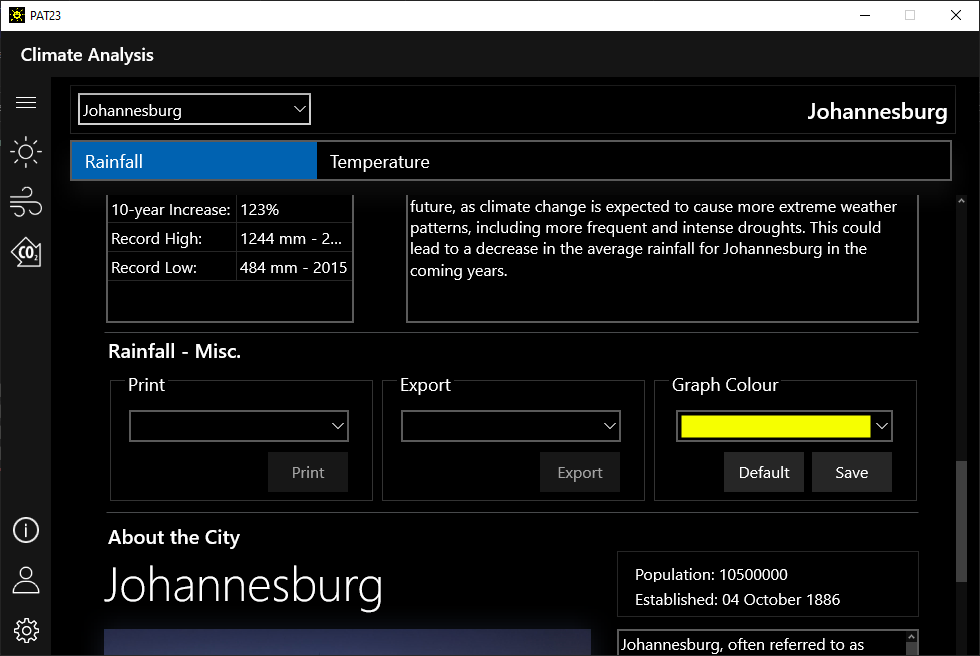 PAT23
Climate Analysis
Johannesburg
Johannesburg
Rainfall
Temperature
10-year Increase: 123%
Record High: 1244 mm - 2...
Record Low: 484 mm - 2015
future, as climate change is expected to cause more extreme weather
patterns, including more frequent and intense droughts. This could
lead to a decrease in the average rainfall for Johannesburg in the
coming years.
Rainfall - Misc.
Print
Print
Export
Export
Graph Colour
Default
Save
About the City
Johannesburg
Population: 10500000
Established: 04 October 1886
Johannesburg, often referred to as
CO2